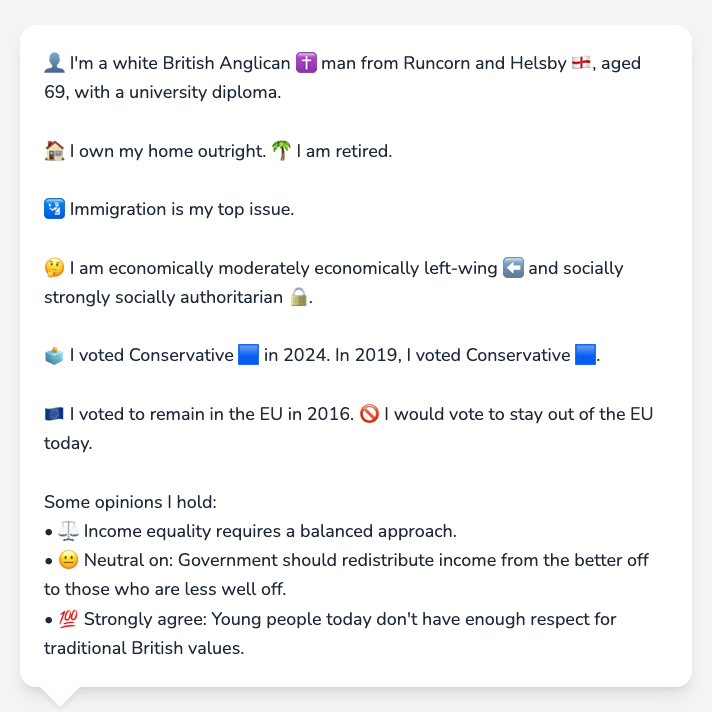 👤 I'm a white British Anglican ✝️ man from Runcorn and Helsby 🏴󠁧󠁢󠁥󠁮󠁧󠁿, aged
69, with a university diploma.
🏠 I own my home outright. 🌴 I am retired.
🛂 Immigration is my top issue.
🤔 I am economically moderately economically left-wing ⬅️ and socially
strongly socially authoritarian 🔒.
🗳️ I voted Conservative 🟦 in 2024. In 2019, I voted Conservative 🟦.
🇪🇺 I voted to remain in the EU in 2016. 🚫 I would vote to stay out of the EU
today.
Some opinions I hold:
• ⚖️ Income equality requires a balanced approach.
• 😐 Neutral on: Government should redistribute income from the better off
to those who are less well off.
• 💯 Strongly agree: Young people today don't have enough respect for
traditional British values.